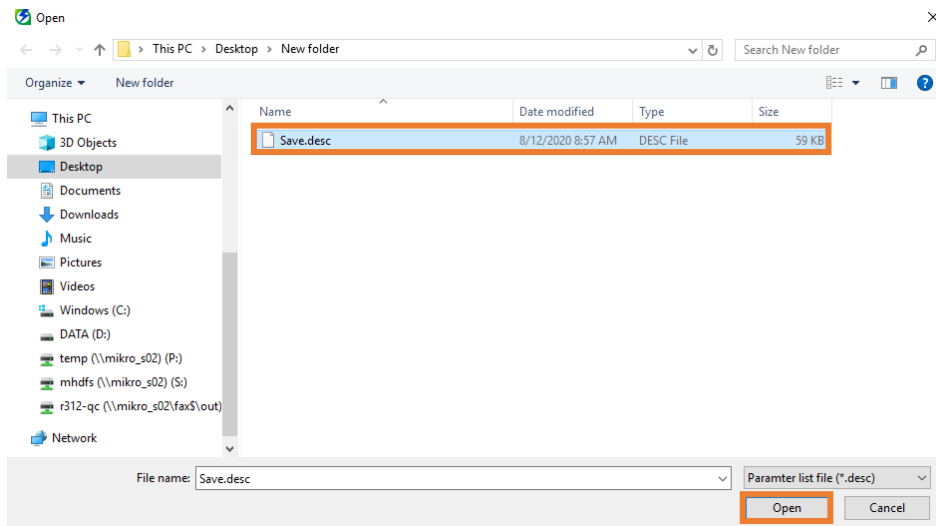 Open
This PC > Desktop > New folder
Search New folder
Organize
New folder
This PC
3D Objects
Desktop
Documents
Downloads
Music
Pictures
Videos
Windows (C:)
DATA (D:)
temp (\\mikro_s02) (P:)
mhdfs (\\mikro_s02) (S:)
r312-qc (\\mikro_s02\fax$\out)
Network
Name Date modified Type Size
Save.desc 8/12/2020 8:57 AM DESC File 59 KB
File name: Save.desc Paramter list file (*.desc)
Open Cancel